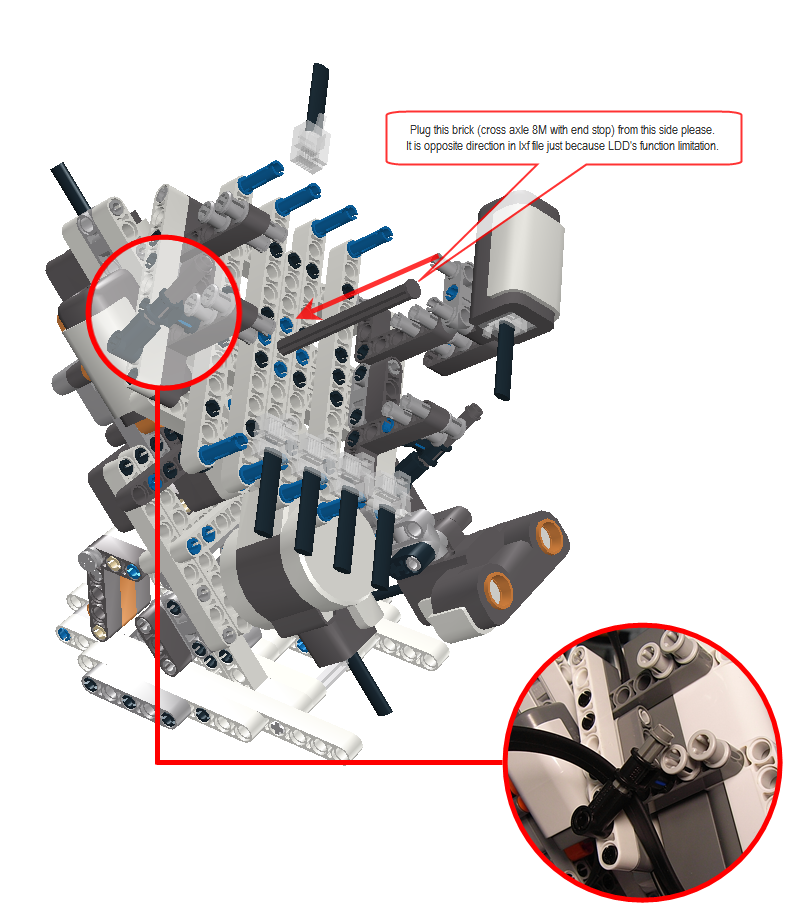 Plug this brick (cross axle 8M with end stop) from this side please.
It is opposite direction in lxf file just because LDD's function limitation.